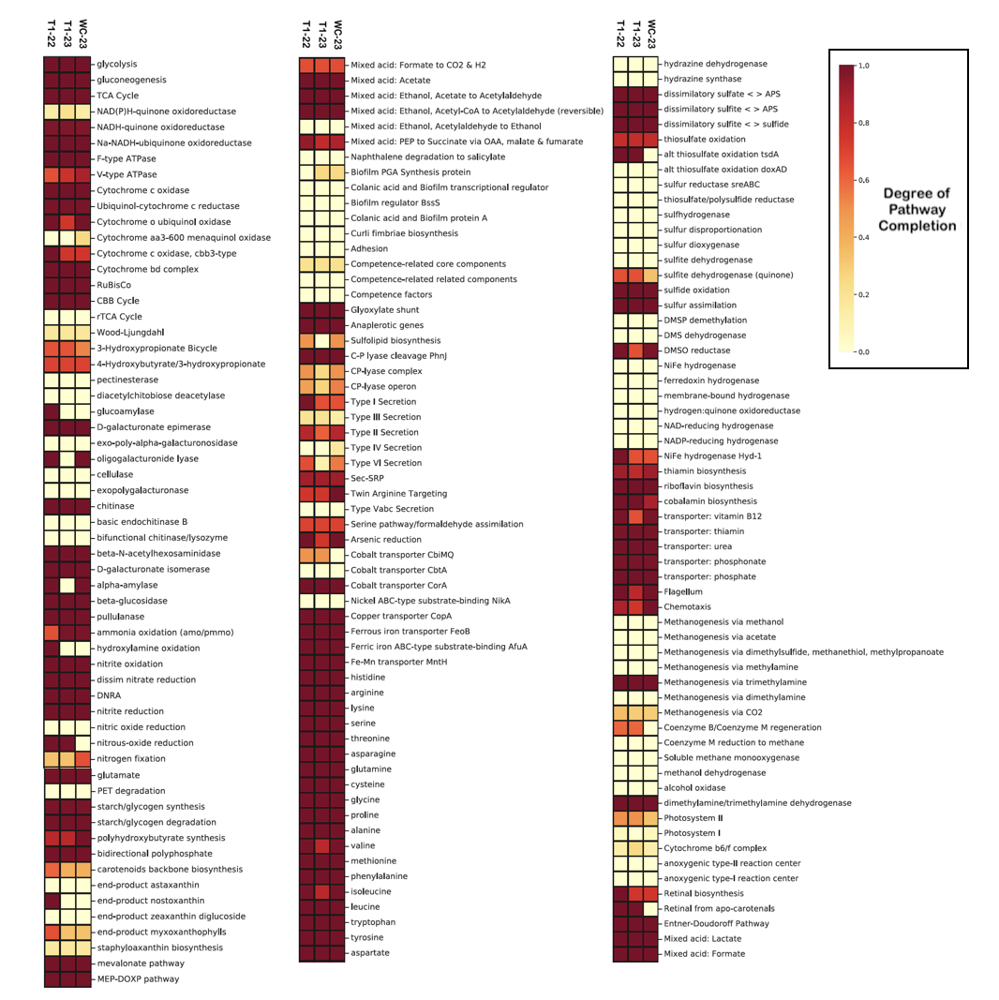 T1-22 T1-23 WC-23
glycolysis
gluconeogenesis
TCA Cycle
NAD(P)H-quinone oxidoreductase
NADH-quinone oxidoreductase
Na-NADH-ubiquinone oxidoreductase
F-type ATPase
V-type ATPase
Cytochrome c oxidase
Ubiquinol-cytochrome c reductase
Cytochrome o ubiquinol oxidase
Cytochrome aa3-600 menaquinol oxidase
Cytochrome c oxidase, cbb3-type
Cytochrome bd complex
RuBisCo
CBB Cycle
rTCA Cycle
Wood-Ljungdahl
3-Hydroxypropionate Bicycle
4-Hydroxybutyrate/3-hydroxypropionate
pectinesterase
diacetylchitobiose deacetylase
glucoamylase
D-galacturonate epimerase
exo-poly-alpha-galacturonosidase
oligogalacturonide lyase
cellulase
exopolygalacturonase
chitinase
basic endochitinase B
bifunctional chitinase/lysozyme
beta-N-acetylhexosaminidase
D-galacturonate isomerase
alpha-amylase
beta-glucosidase
pullulanase
ammonia oxidation (amo/pmmo)
hydroxylamine oxidation
nitrite oxidation
dissim nitrate reduction
DNRA
nitrite reduction
nitric oxide reduction
nitrous-oxide reduction
nitrogen fixation
glutamate
PET degradation
starch/glycogen synthesis
starch/glycogen degradation
polyhydroxybutyrate synthesis
bidirectional polyphosphate
carotenoids backbone biosynthesis
end-product astaxanthin
end-product nostoxanthin
end-product zeaxanthin diglucoside
end-product myxoxanthophylls
staphyloaxanthin biosynthesis
mevalonate pathway
MEP-DOXP pathway
T1-22 T1-23 WC-23
Mixed acid: Formate to CO2 & H2
Mixed acid: Acetate
Mixed acid: Ethanol, Acetate to Acetylaldehyde
Mixed acid: Ethanol, Acetyl-CoA to Acetylaldehyde (reversible)
Mixed acid: Ethanol, Acetylaldehyde to Ethanol
Mixed acid: PEP to Succinate via OAA, malate & fumarate
Naphthalene degradation to salicylate
Biofilm PGA Synthesis protein
Colanic acid and Biofilm transcriptional regulator
Biofilm regulator BssS
Colanic acid and Biofilm protein A
Curli fimbriae biosynthesis
Adhesion
Competence-related core components
Competence-related related components
Competence factors
Glyoxylate shunt
Anaplerotic genes
Sulfolipid biosynthesis
C-P lyase cleavage PhnJ
CP-lyase complex
CP-lyase operon
Type I Secretion
Type III Secretion
Type II Secretion
Type IV Secretion
Type VI Secretion
Sec-SRP
Twin Arginine Targeting
Type Vabc Secretion
Serine pathway/formaldehyde assimilation
Arsenic reduction
Cobalt transporter CbiMQ
Cobalt transporter CbtA
Cobalt transporter CorA
Nickel ABC-type substrate-binding NikA
Copper transporter CopA
Ferrous iron transporter FeoB
Ferric iron ABC-type substrate-binding AfuA
Fe-Mn transporter MntH
histidine
arginine
lysine
serine
threonine
asparagine
glutamine
cysteine
glycine
proline
alanine
valine
methionine
phenylalanine
isoleucine
leucine
tryptophan
tyrosine
aspartate
T1-22 T1-23 WC-23
hydrazine dehydrogenase
hydrazine synthase
dissimilatory sulfate < > APS
dissimilatory sulfite < > APS
dissimilatory sulfite < > sulfide
thiosulfate oxidation
alt thiosulfate oxidation tsdA
alt thiosulfate oxidation doxAD
sulfur reductase sreABC
thiosulfate/polysulfide reductase
sulfhydrogenase
sulfur disproportionation
sulfur dioxygenase
sulfite dehydrogenase
sulfite dehydrogenase (quinone)
sulfide oxidation
sulfur assimilation
DMSP demethylation
DMS dehydrogenase
DMSO reductase
NiFe hydrogenase
ferredoxin hydrogenase
membrane-bound hydrogenase
hydrogen:quinone oxidoreductase
NAD-reducing hydrogenase
NADP-reducing hydrogenase
NiFe hydrogenase Hyd-1
thiamin biosynthesis
riboflavin biosynthesis
cobalamin biosynthesis
transporter: vitamin B12
transporter: thiamin
transporter: urea
transporter: phosphonate
transporter: phosphate
Flagellum
Chemotaxis
Methanogenesis via methanol
Methanogenesis via acetate
Methanogenesis via dimethylsulfide, methanethiol, methylpropanoate
Methanogenesis via methylamine
Methanogenesis via trimethylamine
Methanogenesis via dimethylamine
Methanogenesis via CO2
Coenzyme B/Coenzyme M regeneration
Coenzyme M reduction to methane
Soluble methane monooxygenase
methanol dehydrogenase
alcohol oxidase
dimethylamine/trimethylamine dehydrogenase
Photosystem II
Photosystem I
Cytochrome b6/f complex
anoxygenic type-II reaction center
anoxygenic type-I reaction center
Retinal biosynthesis
Retinal from apo-carotenals
Entner-Doudoroff Pathway
Mixed acid: Lactate
Mixed acid: Formate
1.0
0.8
0.6
0.4
0.2
0.0
Degree of
Pathway
Completion